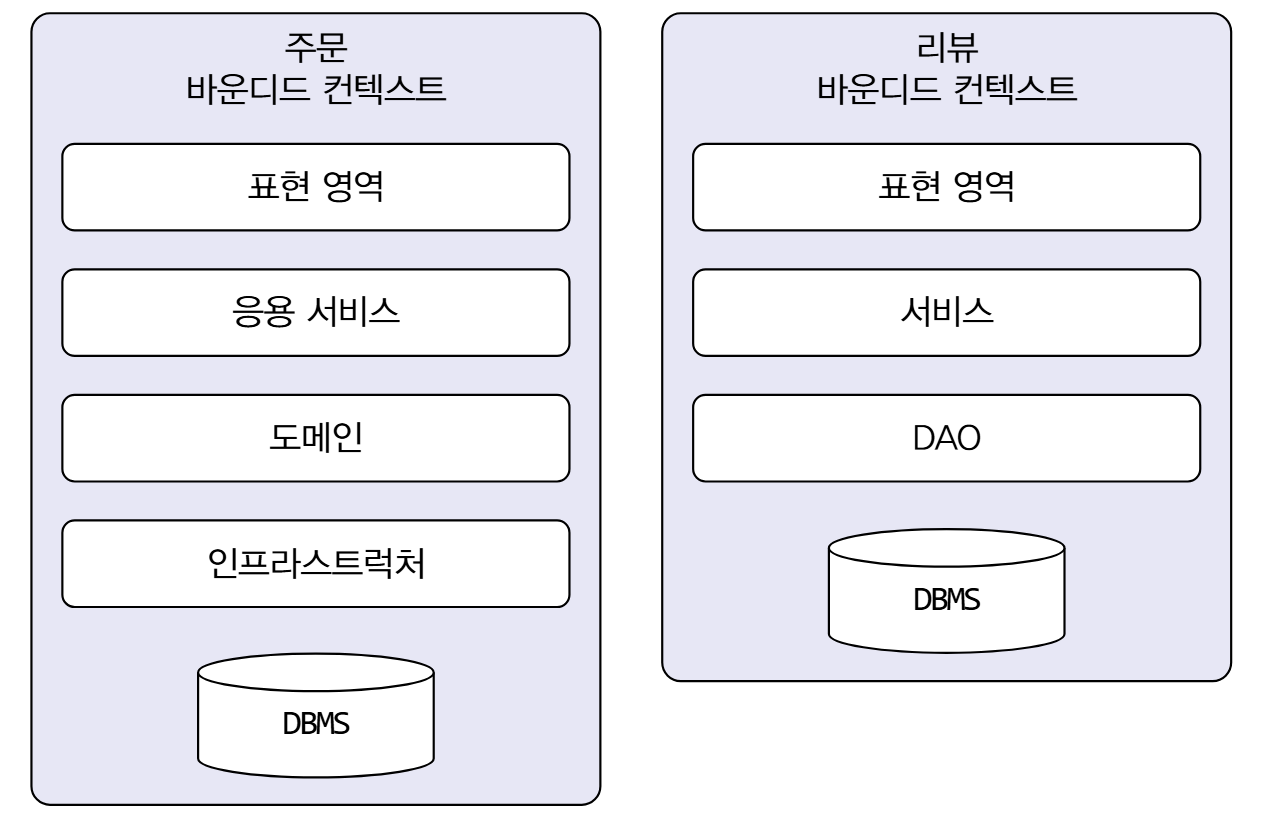 주문
바운디드 컨텍스트
표현 영역
응용 서비스
도메인
인프라스트럭처
DBMS
리뷰
바운디드 컨텍스트
표현 영역
서비스
DAO
DBMS